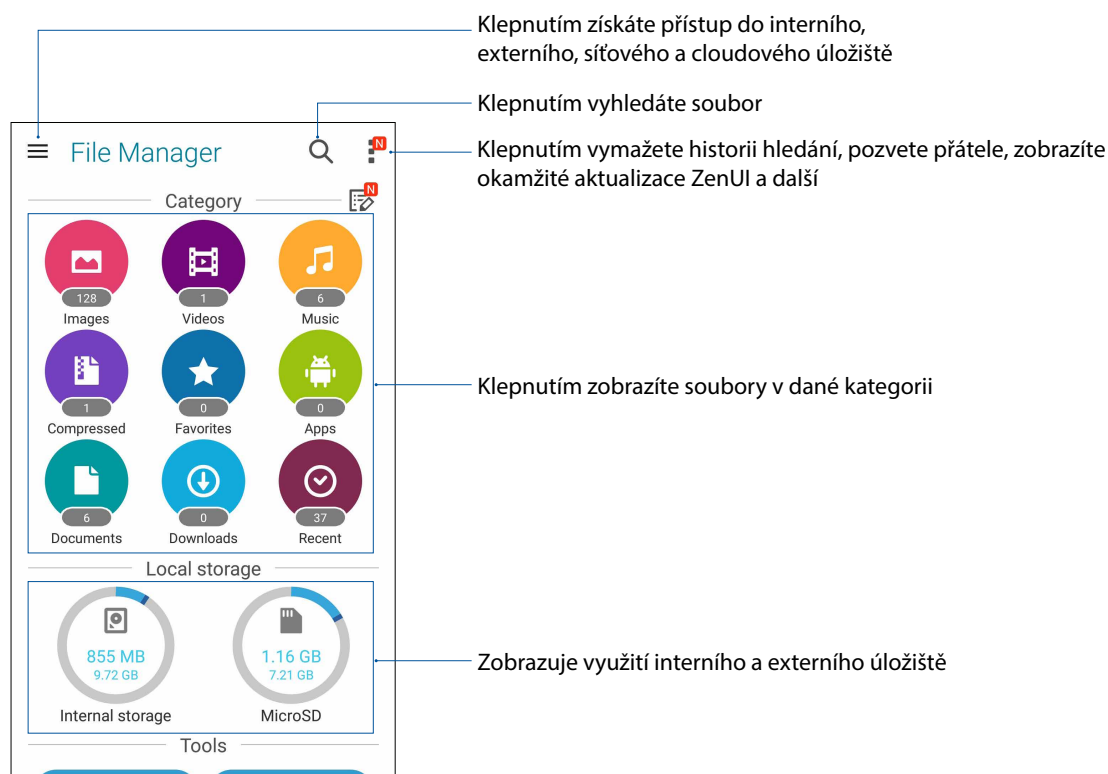 Klepnutím získáte přístup do interního,
externího, síťového a cloudového úložiště
Klepnutím vyhledáte soubor
File Manager
N
Klepnutím vymažete historii hledání, pozvete přátele, zobrazíte
okamžité aktualizace ZenUI a další
Category
N
128
1
6
Images
Videos
Music
1
0
0
Compressed
Favorites
Apps
Klepnutím zobrazíte soubory v dané kategorii
6
0
37
Documents
Downloads
Recent
Local storage
855 MB
9.72 GB
Internal storage
1.16 GB
7.21 GB
MicroSD
Zobrazuje využití interního a externího úložiště
Tools